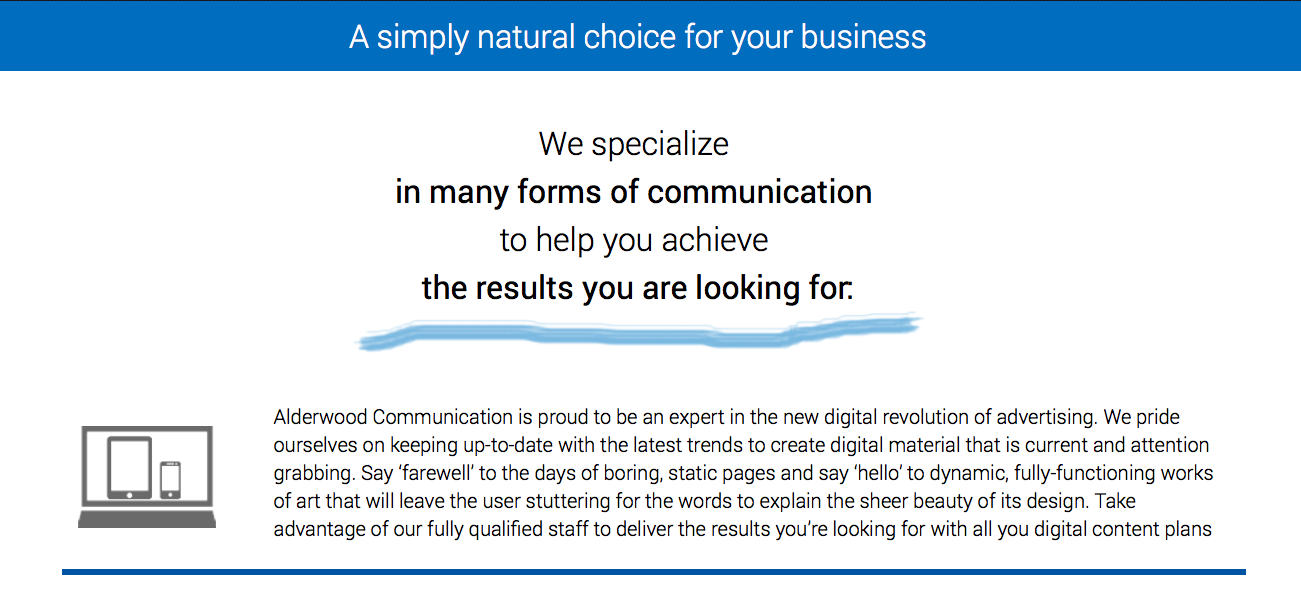 A simply natural choice for your business
We specialize
in many forms of communication
to help you achieve
the results you are looking for:
Alderwood Communication is proud to be an expert in the new digital revolution of advertising. We pride
ourselves on keeping up-to-date with the latest trends to create digital material that is current and attention
grabbing. Say ‘farewell’ to the days of boring, static pages and say ‘hello’ to dynamic, fully-functioning works
of art that will leave the user stuttering for the words to explain the sheer beauty of its design. Take
advantage of our fully qualified staff to deliver the results you’re looking for with all you digital content plans